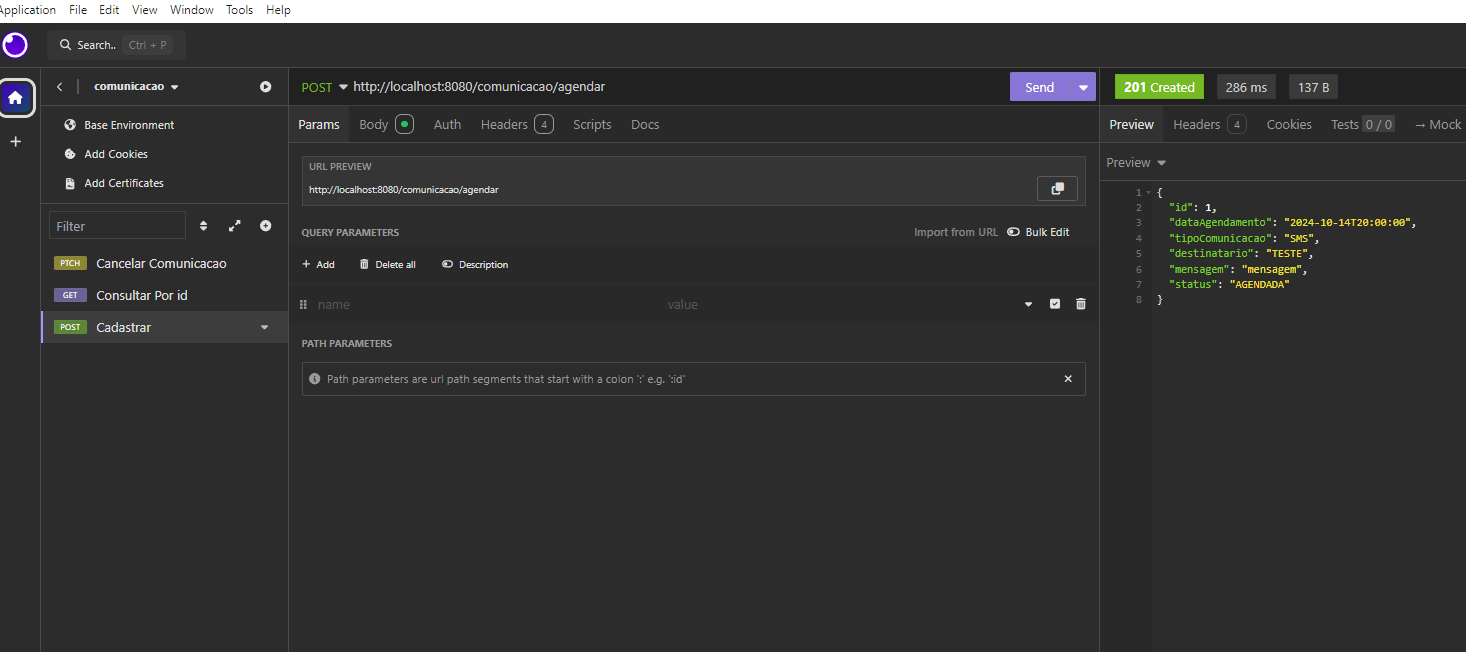 Application File Edit View Window Tools Help
Search.. Ctrl + P
comunicacao
Base Environment
Add Cookies
Add Certificates
Filter
PTCH Cancelar Comunicacao
GET Consultar Por id
POST Cadastrar
POST http://localhost:8080/comunicacao/agendar Send
Params Body Auth Headers 4 Scripts Docs
URL PREVIEW
http://localhost:8080/comunicacao/agendar
QUERY PARAMETERS Import from URL Bulk Edit
+ Add Delete all Description
name value
PATH PARAMETERS
Path parameters are url path segments that start with a colon ':' e.g. ':id'
201 Created 286 ms 137 B
Preview Headers 4 Cookies Tests 0 / 0 → Mock
Preview
1 {
2 "id": 1,
3 "dataAgendamento": "2024-10-14T20:00:00",
4 "tipoComunicacao": "SMS",
5 "destinatario": "TESTE",
6 "mensagem": "mensagem",
7 "status": "AGENDADA"
8 }